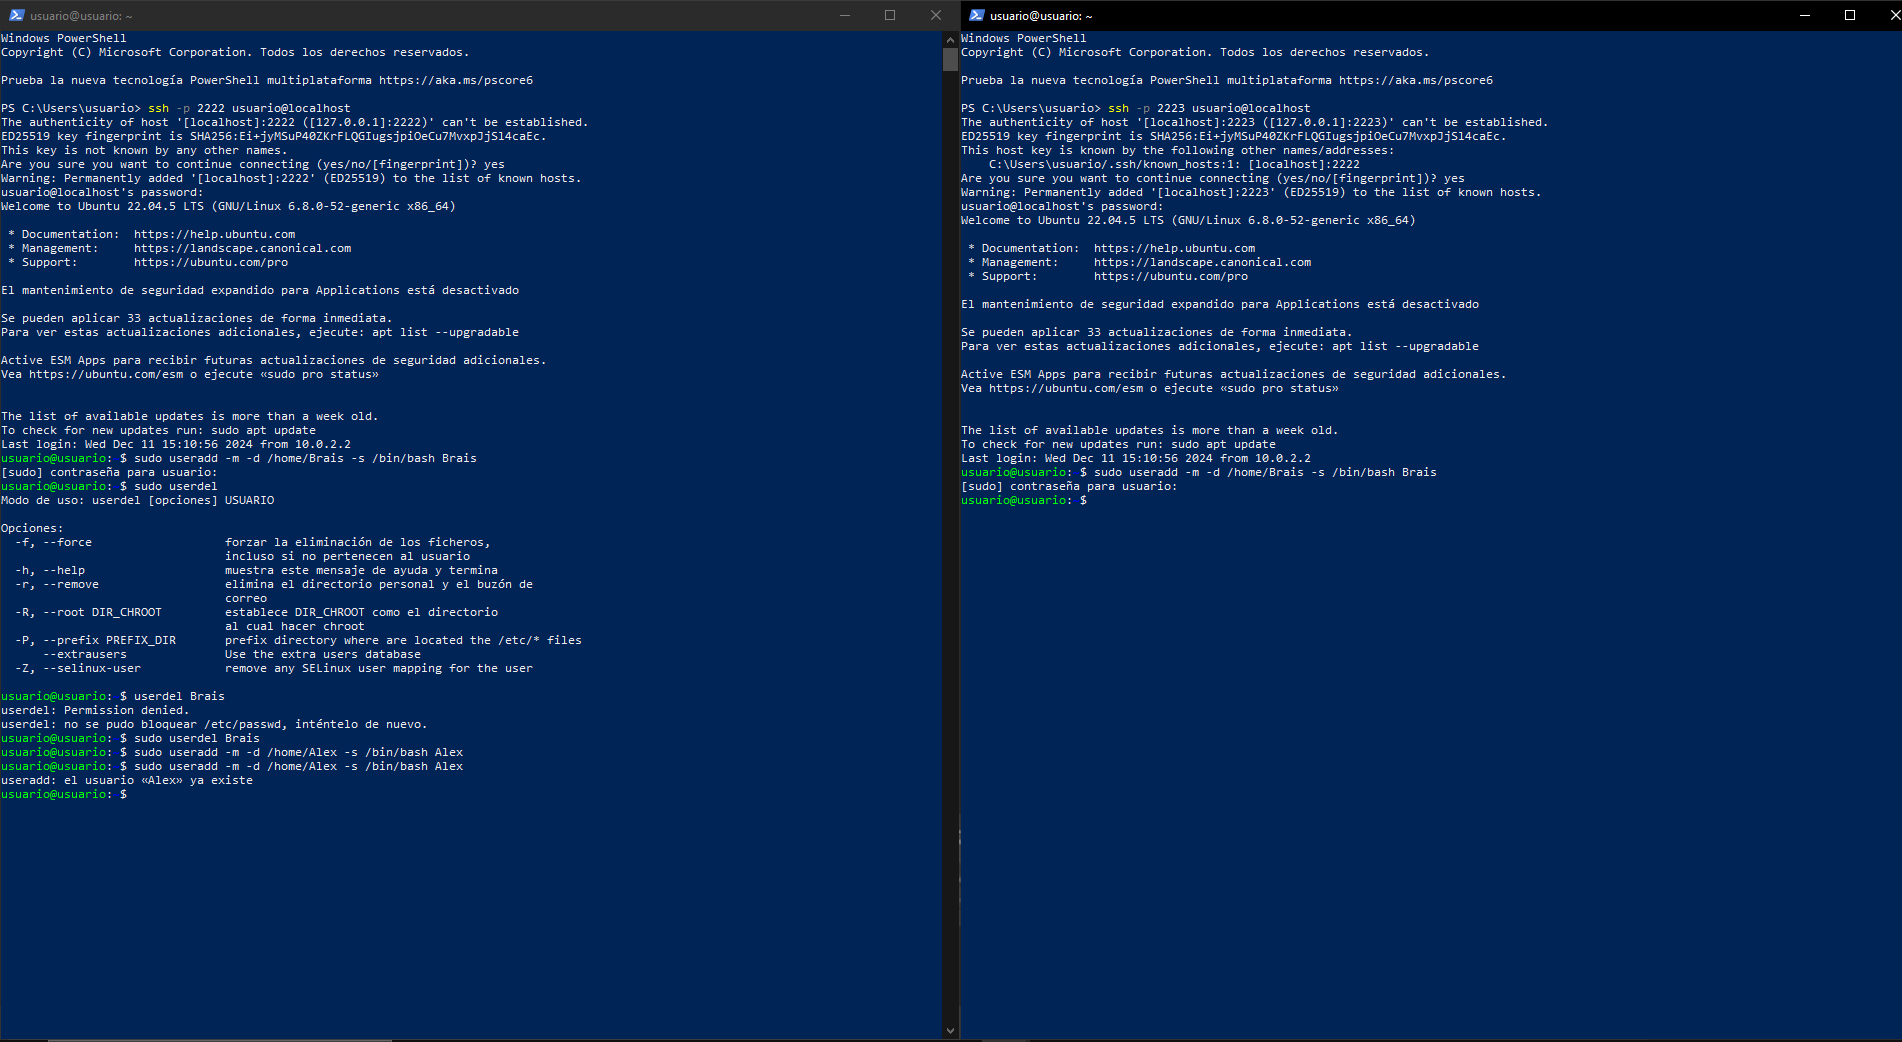 usuario@usuario: ~
Windows PowerShell
Copyright (C) Microsoft Corporation. Todos los derechos reservados.
Prueba la nueva tecnología PowerShell multiplataforma https://aka.ms/pscore6
PS C:\Users\usuario> ssh -p 2222 usuario@localhost
The authenticity of host '[localhost]:2222 ([127.0.0.1]:2222)' can't be established.
ED25519 key fingerprint is SHA256:Ei+jyMSuP40ZKrFLQGIugsjpiOeCu7MvxpJjSl4caEc.
This key is not known by any other names.
Are you sure you want to continue connecting (yes/no/[fingerprint])? yes
Warning: Permanently added '[localhost]:2222' (ED25519) to the list of known hosts.
usuario@localhost's password:
Welcome to Ubuntu 22.04.5 LTS (GNU/Linux 6.8.0-52-generic x86_64)
* Documentation:  https://help.ubuntu.com
* Management:     https://landscape.canonical.com
* Support:        https://ubuntu.com/pro
El mantenimiento de seguridad expandido para Applications está desactivado
Se pueden aplicar 33 actualizaciones de forma inmediata.
Para ver estas actualizaciones adicionales, ejecute: apt list --upgradable
Active ESM Apps para recibir futuras actualizaciones de seguridad adicionales.
Vea https://ubuntu.com/esm o ejecute «sudo pro status»
The list of available updates is more than a week old.
To check for new updates run: sudo apt update
Last login: Wed Dec 11 15:10:56 2024 from 10.0.2.2
usuario@usuario: $ sudo useradd -m -d /home/Brais -s /bin/bash Brais
[sudo] contraseña para usuario:
usuario@usuario: $ sudo userdel
Modo de uso: userdel [opciones] USUARIO
Opciones:
-f, --force                   forzar la eliminación de los ficheros,
incluso si no pertenecen al usuario
-h, --help                    muestra este mensaje de ayuda y termina
-r, --remove                  elimina el directorio personal y el buzón de
correo
-R, --root DIR_CHROOT         establece DIR_CHROOT como el directorio
al cual hacer chroot
-P, --prefix PREFIX_DIR       prefix directory where are located the /etc/* files
--extrausers              Use the extra users database
-Z, --selinux-user            remove any SELinux user mapping for the user
usuario@usuario: $ userdel Brais
userdel: Permission denied.
userdel: no se pudo bloquear /etc/passwd, inténtelo de nuevo.
usuario@usuario: $ sudo userdel Brais
usuario@usuario: $ sudo useradd -m -d /home/Alex -s /bin/bash Alex
usuario@usuario: $ sudo useradd -m -d /home/Alex -s /bin/bash Alex
useradd: el usuario «Alex» ya existe
usuario@usuario: $
usuario@usuario: ~
Windows PowerShell
Copyright (C) Microsoft Corporation. Todos los derechos reservados.
Prueba la nueva tecnología PowerShell multiplataforma https://aka.ms/pscore6
PS C:\Users\usuario> ssh -p 2223 usuario@localhost
The authenticity of host '[localhost]:2223 ([127.0.0.1]:2223)' can't be established.
ED25519 key fingerprint is SHA256:Ei+jyMSuP40ZKrFLQGIugsjpiOeCu7MvxpJjSl4caEc.
This host key is known by the following other names/addresses:
C:\Users\usuario/.ssh/known_hosts:1: [localhost]:2222
Are you sure you want to continue connecting (yes/no/[fingerprint])? yes
Warning: Permanently added '[localhost]:2223' (ED25519) to the list of known hosts.
usuario@localhost's password:
Welcome to Ubuntu 22.04.5 LTS (GNU/Linux 6.8.0-52-generic x86_64)
* Documentation:  https://help.ubuntu.com
* Management:     https://landscape.canonical.com
* Support:        https://ubuntu.com/pro
El mantenimiento de seguridad expandido para Applications está desactivado
Se pueden aplicar 33 actualizaciones de forma inmediata.
Para ver estas actualizaciones adicionales, ejecute: apt list --upgradable
Active ESM Apps para recibir futuras actualizaciones de seguridad adicionales.
Vea https://ubuntu.com/esm o ejecute «sudo pro status»
The list of available updates is more than a week old.
To check for new updates run: sudo apt update
Last login: Wed Dec 11 15:10:56 2024 from 10.0.2.2
usuario@usuario: $ sudo useradd -m -d /home/Brais -s /bin/bash Brais
[sudo] contraseña para usuario:
usuario@usuario: $